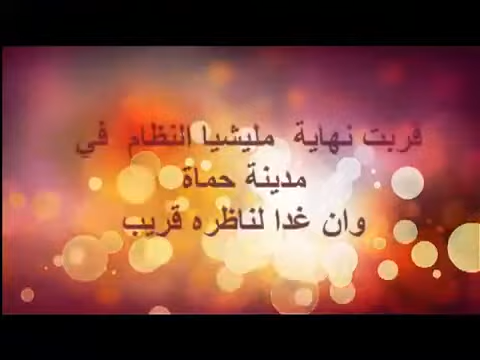 قربت نهاية مليشيا النظام في
مدينة حماة
وان غدا لناظره قريب